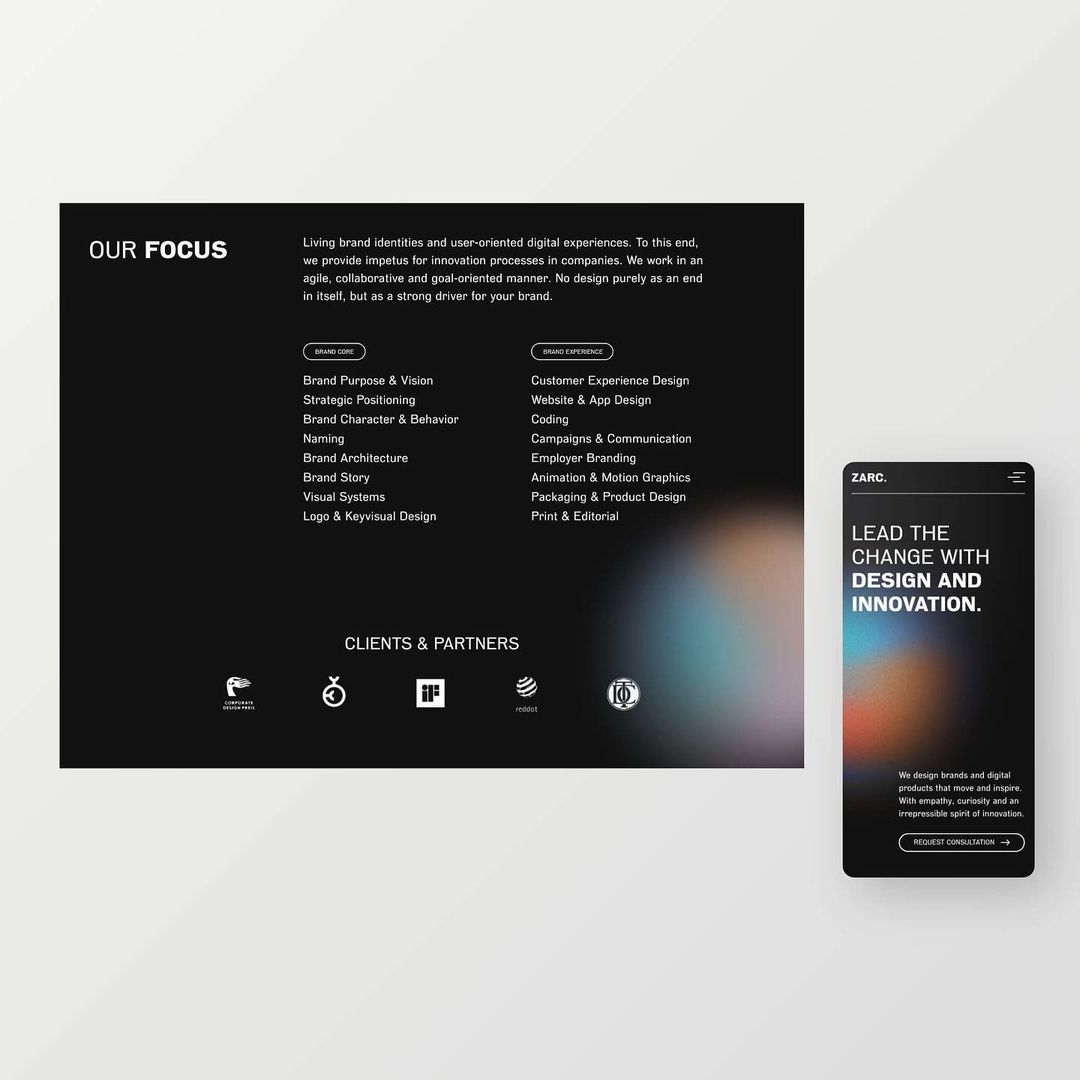 OUR FOCUS
Living brand identities and user-oriented digital experiences. To this end,
we provide impetus for innovation processes in companies. We work in an
agile, collaborative and goal-oriented manner. No design purely as an end
in itself, but as a strong driver for your brand.
BRAND CORE
Brand Purpose & Vision
Strategic Positioning
Brand Character & Behavior
Naming
Brand Architecture
Brand Story
Visual Systems
Logo & Keyvisual Design
BRAND EXPERIENCE
Customer Experience Design
Website & App Design
Coding
Campaigns & Communication
Employer Branding
Animation & Motion Graphics
Packaging & Product Design
Print & Editorial
CLIENTS & PARTNERS
CORPORATE
DESIGN PREIS
iF
reddot
ZARC.
LEAD THE
CHANGE WITH
DESIGN AND
INNOVATION.
We design brands and digital
products that move and inspire.
With empathy, curiosity and an
irrepressible spirit of innovation.
REQUEST CONSULTATION →